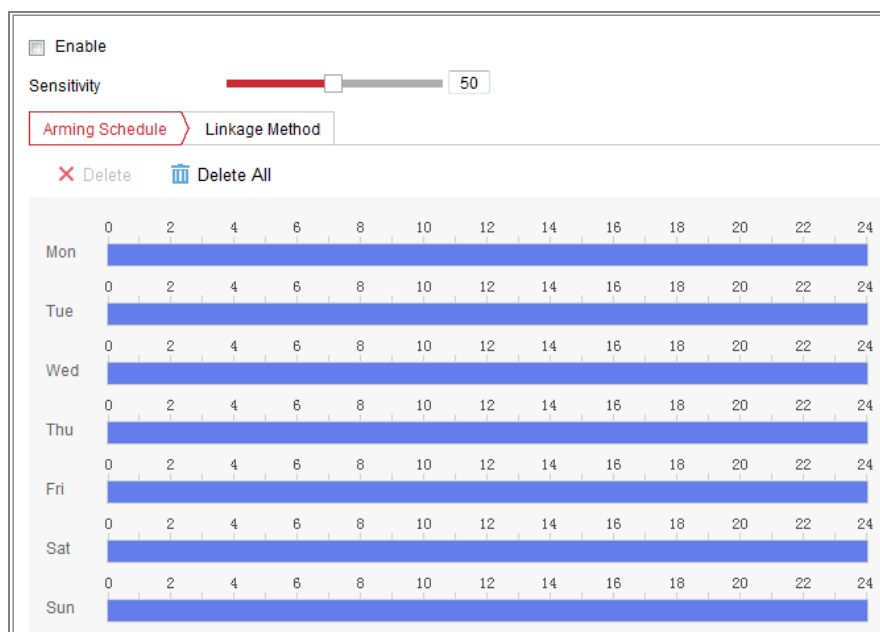 Enable
Sensitivity 50
Arming Schedule Linkage Method
Delete Delete All
0 2 4 6 8 10 12 14 16 18 20 22 24
Mon
0 2 4 6 8 10 12 14 16 18 20 22 24
Tue
0 2 4 6 8 10 12 14 16 18 20 22 24
Wed
0 2 4 6 8 10 12 14 16 18 20 22 24
Thu
0 2 4 6 8 10 12 14 16 18 20 22 24
Fri
0 2 4 6 8 10 12 14 16 18 20 22 24
Sat
0 2 4 6 8 10 12 14 16 18 20 22 24
Sun